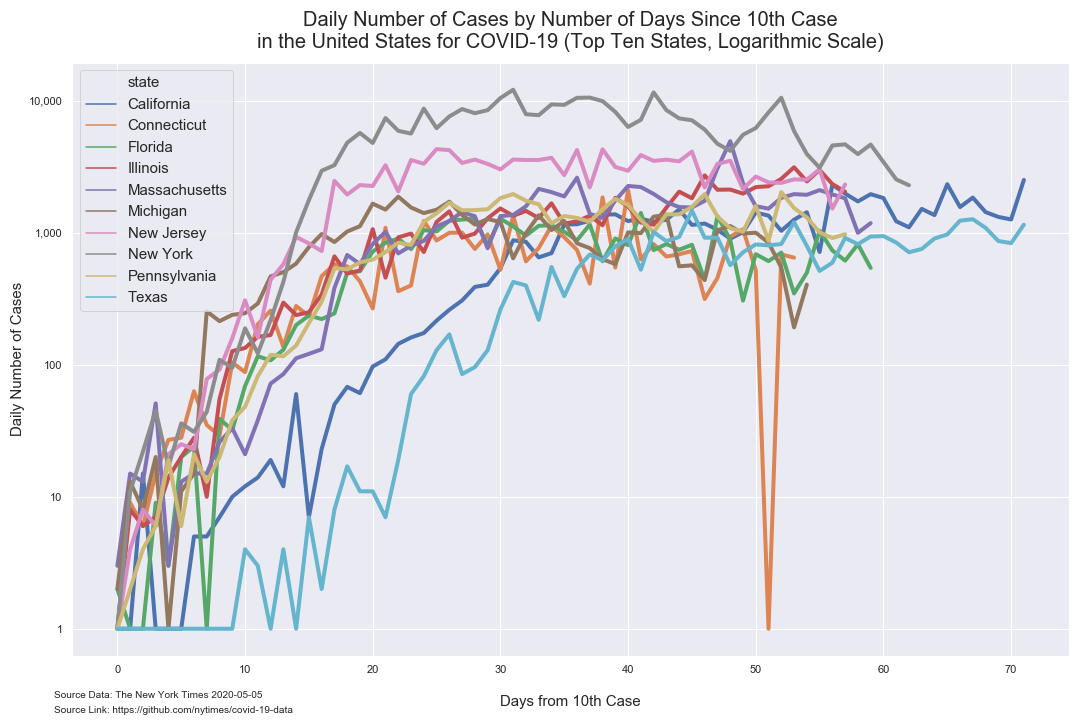 Daily Number of Cases by Number of Days Since 10th Case
in the United States for COVID-19 (Top Ten States, Logarithmic Scale)
state
California
Connecticut
Florida
Illinois
Massachusetts
Michigan
New Jersey
New York
Pennsylvania
Texas
Daily Number of Cases
10,000
1,000
100
10
1
0
10
20
30
40
50
60
70
Days from 10th Case
Source Data: The New York Times 2020-05-05
Source Link: https://github.com/nytimes/covid-19-data